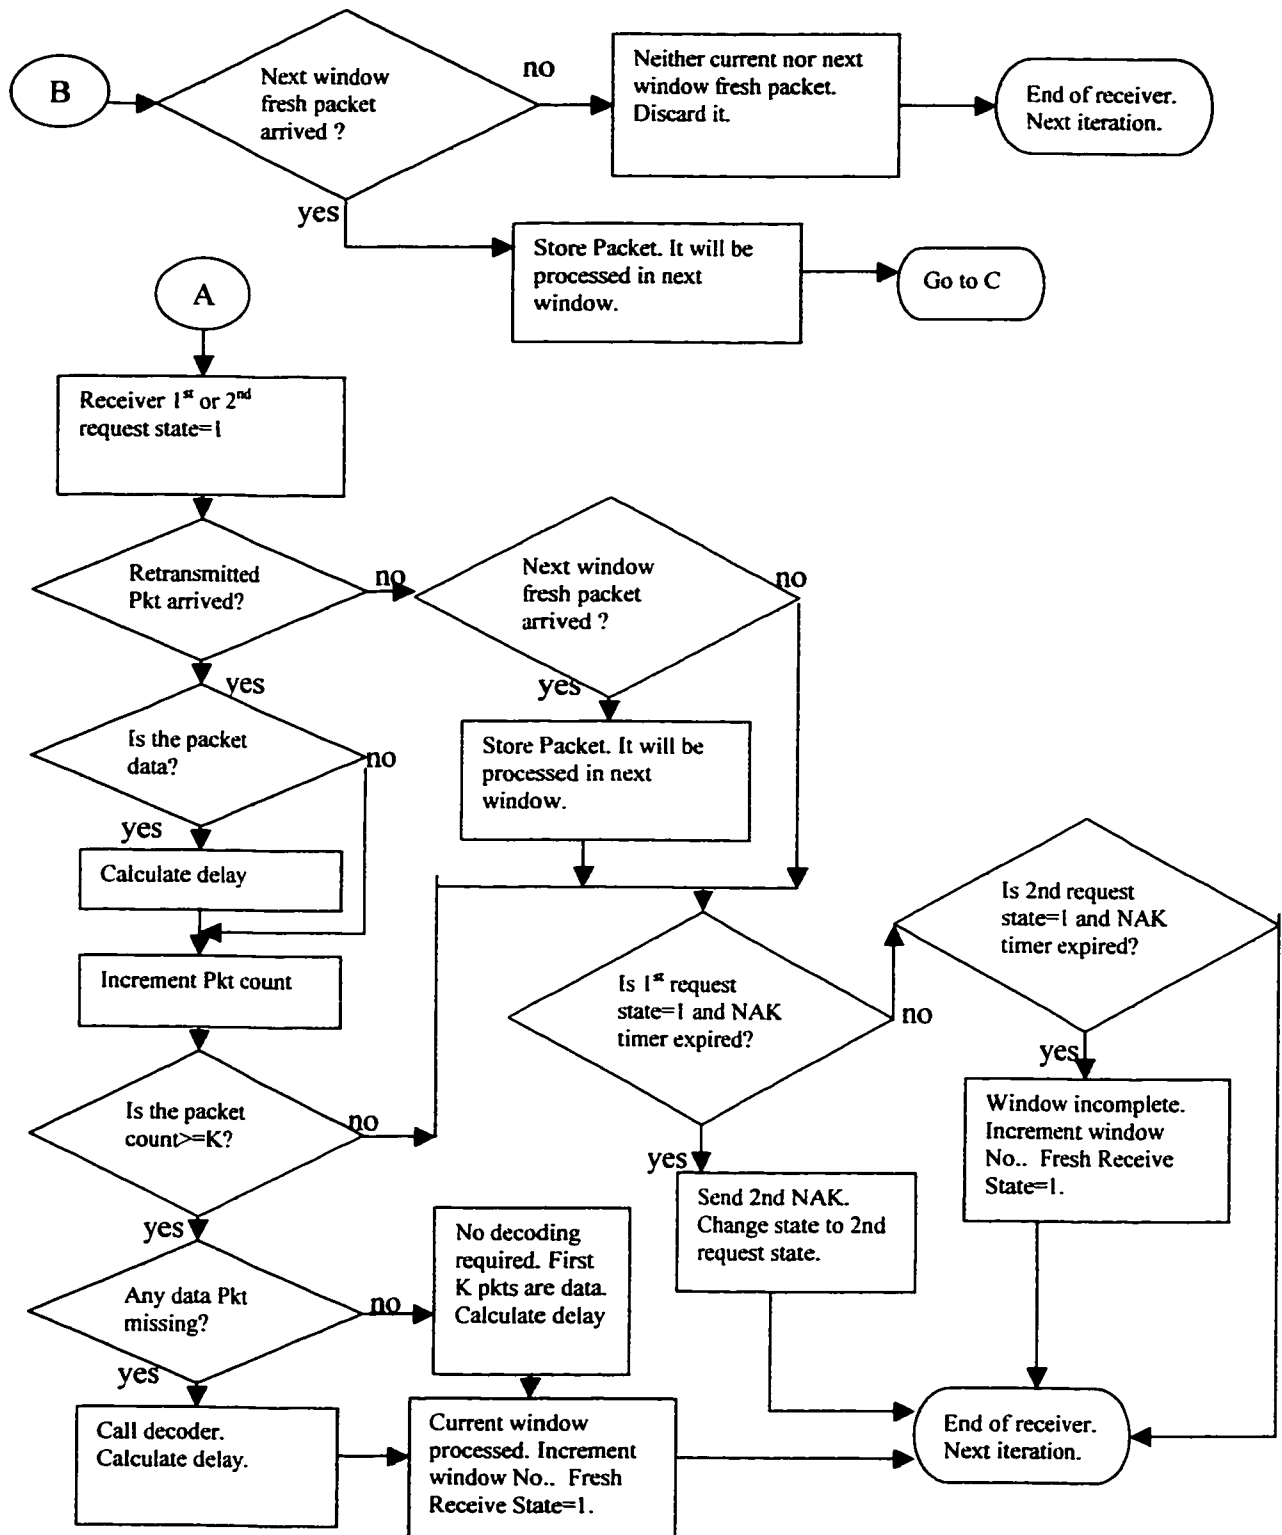 B
Next window
fresh packet
arrived ?
no
Neither current nor next
window fresh packet.
Discard it.
End of receiver.
Next iteration.
yes
Store Packet. It will be
processed in next
window.
Go to C
A
Receiver 1st or 2nd
request state=1
Retransmitted
Pkt arrived?
no
Next window
fresh packet
arrived ?
no
yes
yes
Is the packet
data?
no
Store Packet. It will be
processed in next
window.
yes
Calculate delay
Is 2nd request
state=1 and NAK
timer expired?
Increment Pkt count
Is 1st request
state=1 and NAK
timer expired?
no
yes
Is the packet
count>=K?
no
Window incomplete.
Increment window
No.. Fresh Receive
State=1.
yes
Send 2nd NAK.
Change state to 2nd
request state.
yes
No decoding
required. First
K pkts are data.
Calculate delay
Any data Pkt
missing?
no
yes
Call decoder.
Calculate delay.
Current window
processed. Increment
window No.. Fresh
Receive State=1.
End of receiver.
Next iteration.